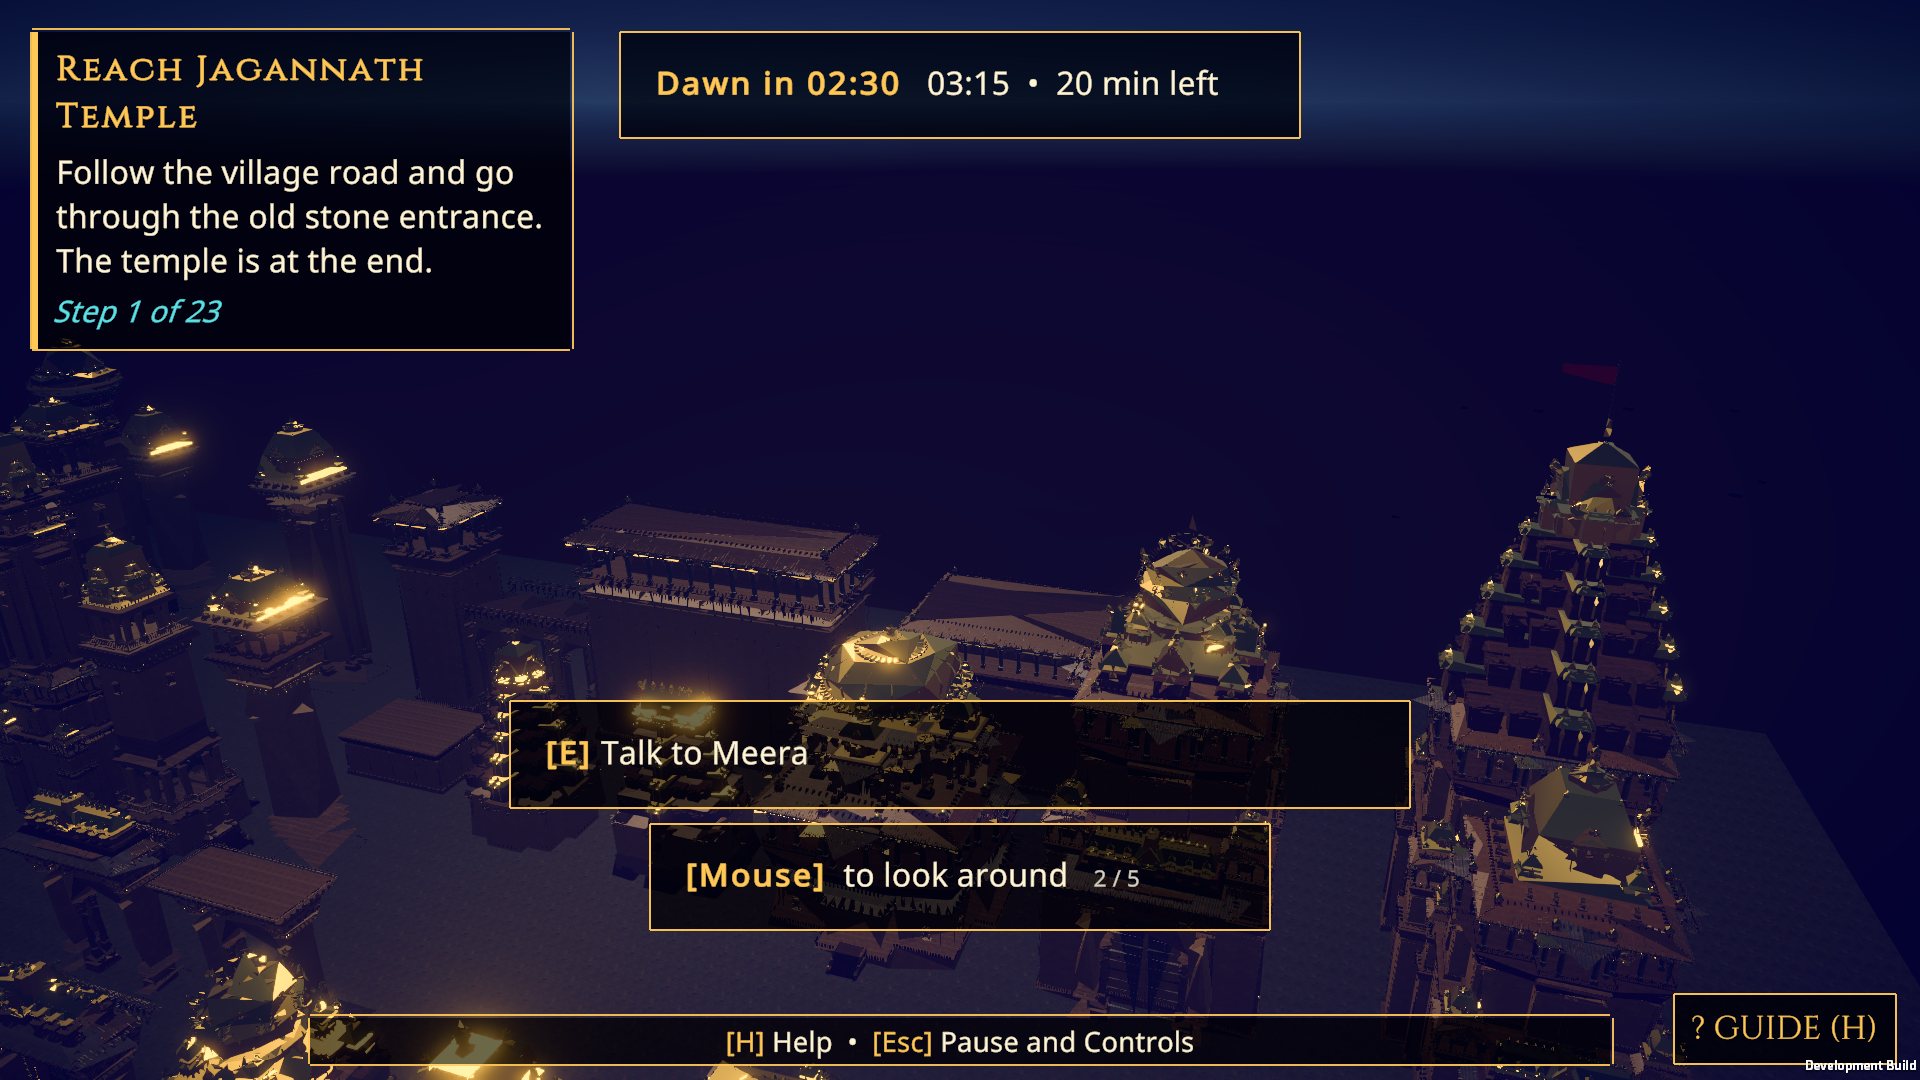 REACH JAGANNATH
TEMPLE
Follow the village road and go
through the old stone entrance.
The temple is at the end.
Step 1 of 23
Dawn in 02:30 03:15 • 20 min left
[E] Talk to Meera
[Mouse] to look around 2 / 5
[H] Help • [Esc] Pause and Controls
? GUIDE (H)
Development Build